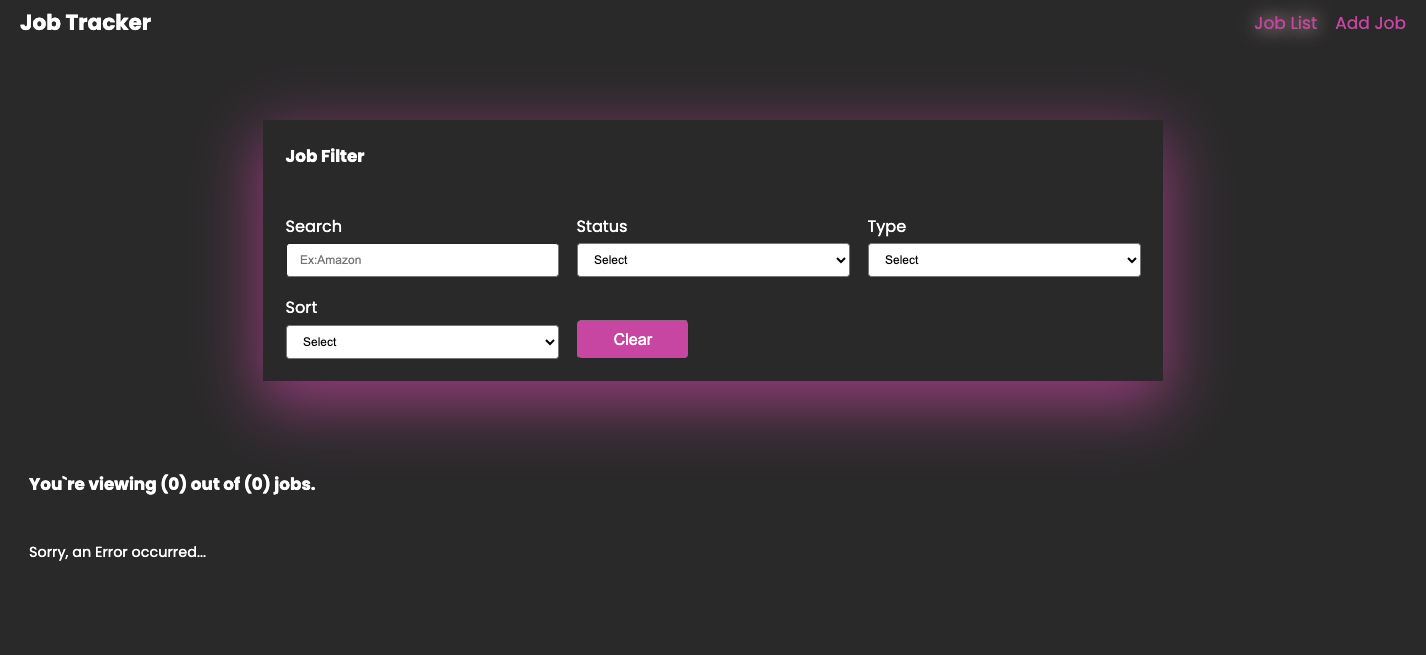 Job Tracker
Job List
Add Job
Job Filter
Search
Status
Type
Ex:Amazon
Select
Select
Sort
Select
Clear
You`re viewing (0) out of (0) jobs.
Sorry, an Error occurred...